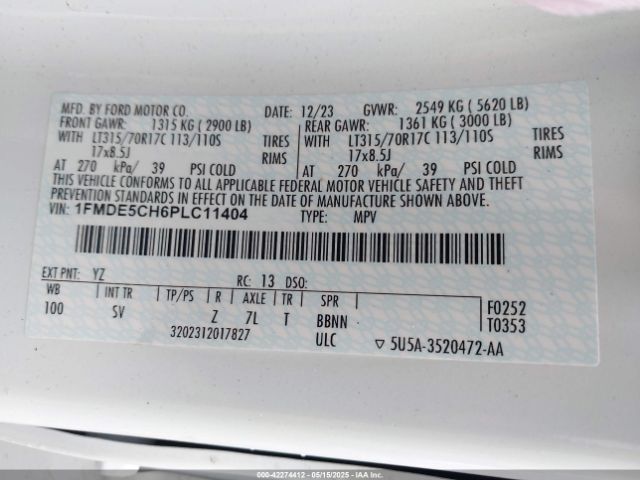 MFD. BY FORD MOTOR CO. DATE: 12/23 GVWR: 2549 KG ( 5620 LB)
FRONT GAWR: 1315 KG ( 2900 LB) REAR GAWR: 1361 KG ( 3000 LB)
WITH LT315/70R17C 113/110S TIRES WITH LT315/70R17C 113/110S TIRES
17x8.5J RIMS 17x8.5J RIMS
AT 270 kPa/ 39 PSI COLD AT 270 kPa/ 39 PSI COLD
THIS VEHICLE CONFORMS TO ALL APPLICABLE FEDERAL MOTOR VEHICLE SAFETY AND THEFT
PREVENTION STANDARDS IN EFFECT ON THE DATE OF MANUFACTURE SHOWN ABOVE.
VIN: 1FMDE5CH6PLC11404 TYPE: MPV
EXT PNT: YZ RC: 13 DSO:
WB INT TR TP/PS R AXLE TR SPR
100 SV Z 7L T BBNN
F0252
T0353
3202312017827 ULC ▽ 5U5A-3520472-AA
000-42274412 - 05/15/2025 - IAAI.COM